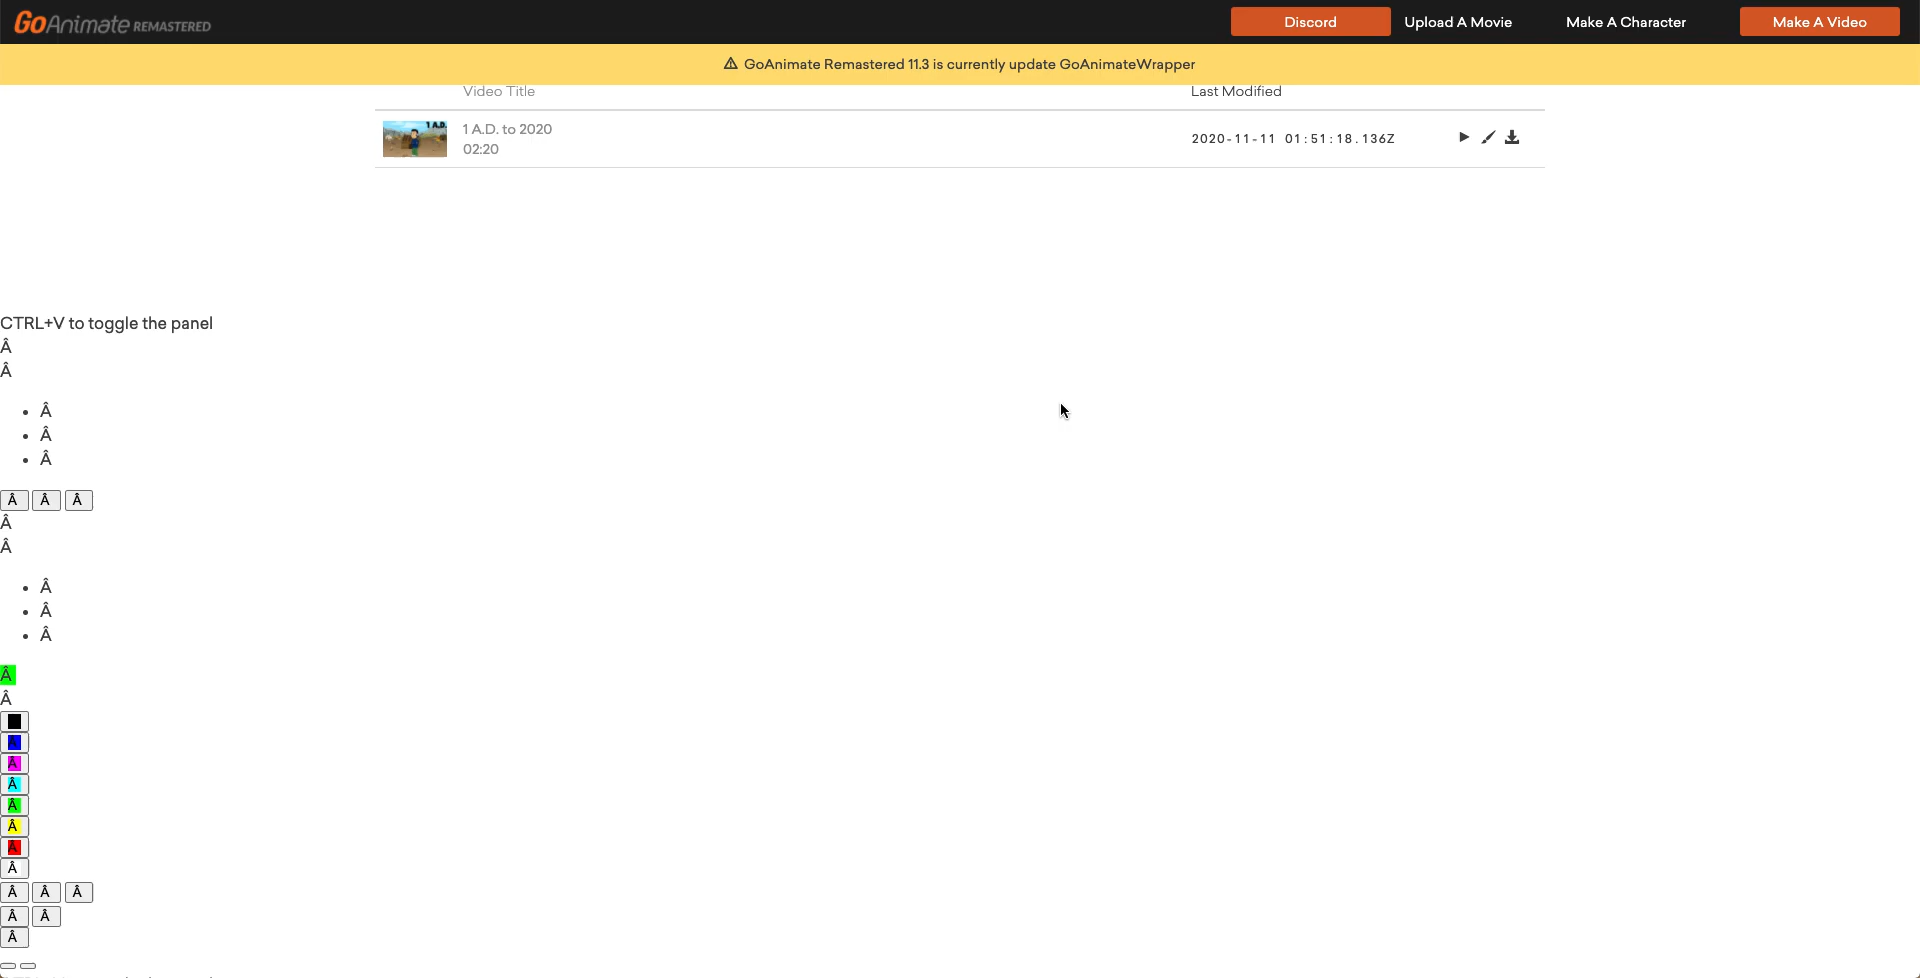 GoAnimate REMASTERED
Discord
Upload A Movie
Make A Character
Make A Video
⚠ GoAnimate Remastered 11.3 is currently update GoAnimateWrapper
Video Title
Last Modified
1 A.D.
1 A.D. to 2020
02:20
2020-11-11 01:51:18.136Z
CTRL+V to toggle the panel
Â
Â
• Â
• Â
• Â
Â Â Â
Â
Â
• Â
• Â
• Â
Â
Â
Â
Â
Â
Â
Â
Â
Â
Â Â Â
Â Â
Â